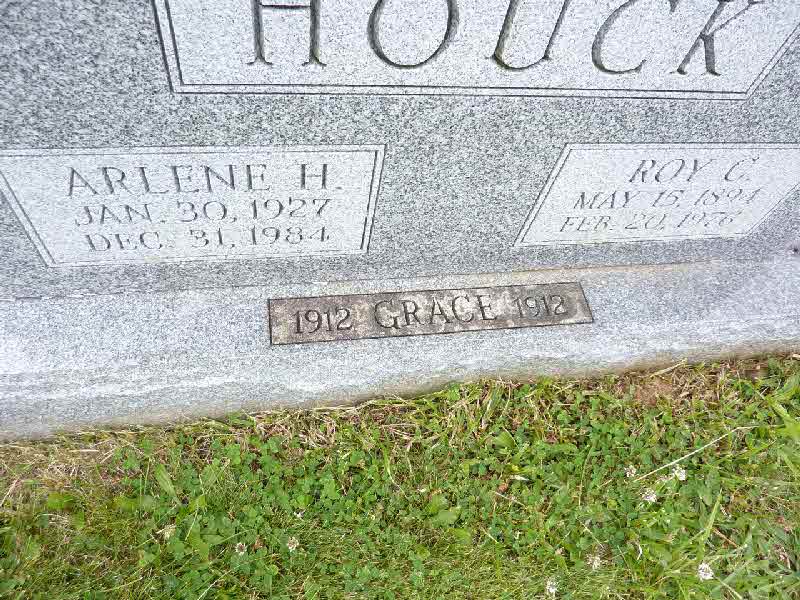 HOUCK
ARLENE H.
JAN. 30, 1927
DEC. 31, 1984
ROY C.
MAY 15, 1894
FEB. 20, 1976
1912 GRACE 1912